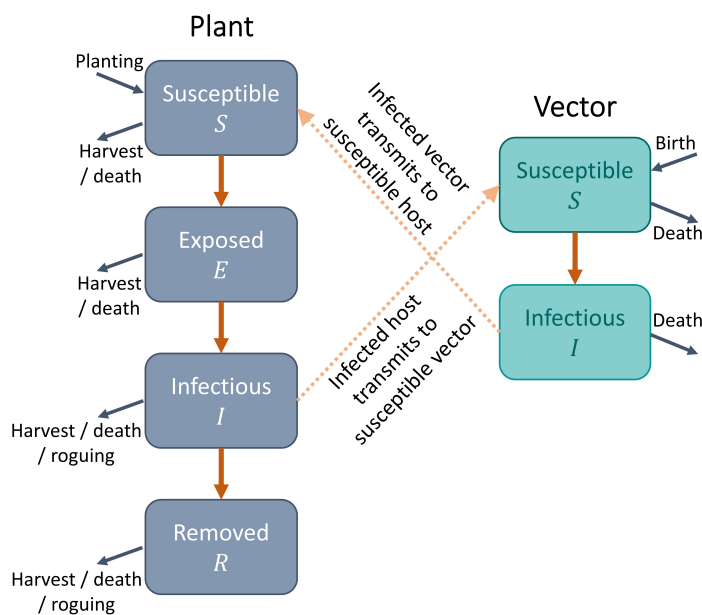 Plant
Planting
Susceptible
S
Harvest
/ death
Exposed
E
Harvest
/ death
Infectious
I
Harvest / death
/ roguing
Removed
R
Harvest / death
/ roguing
Infected vector
transmits to
susceptible host
Infected host
transmits to
susceptible vector
Vector
Birth
Susceptible
S
Death
Infectious
I
Death